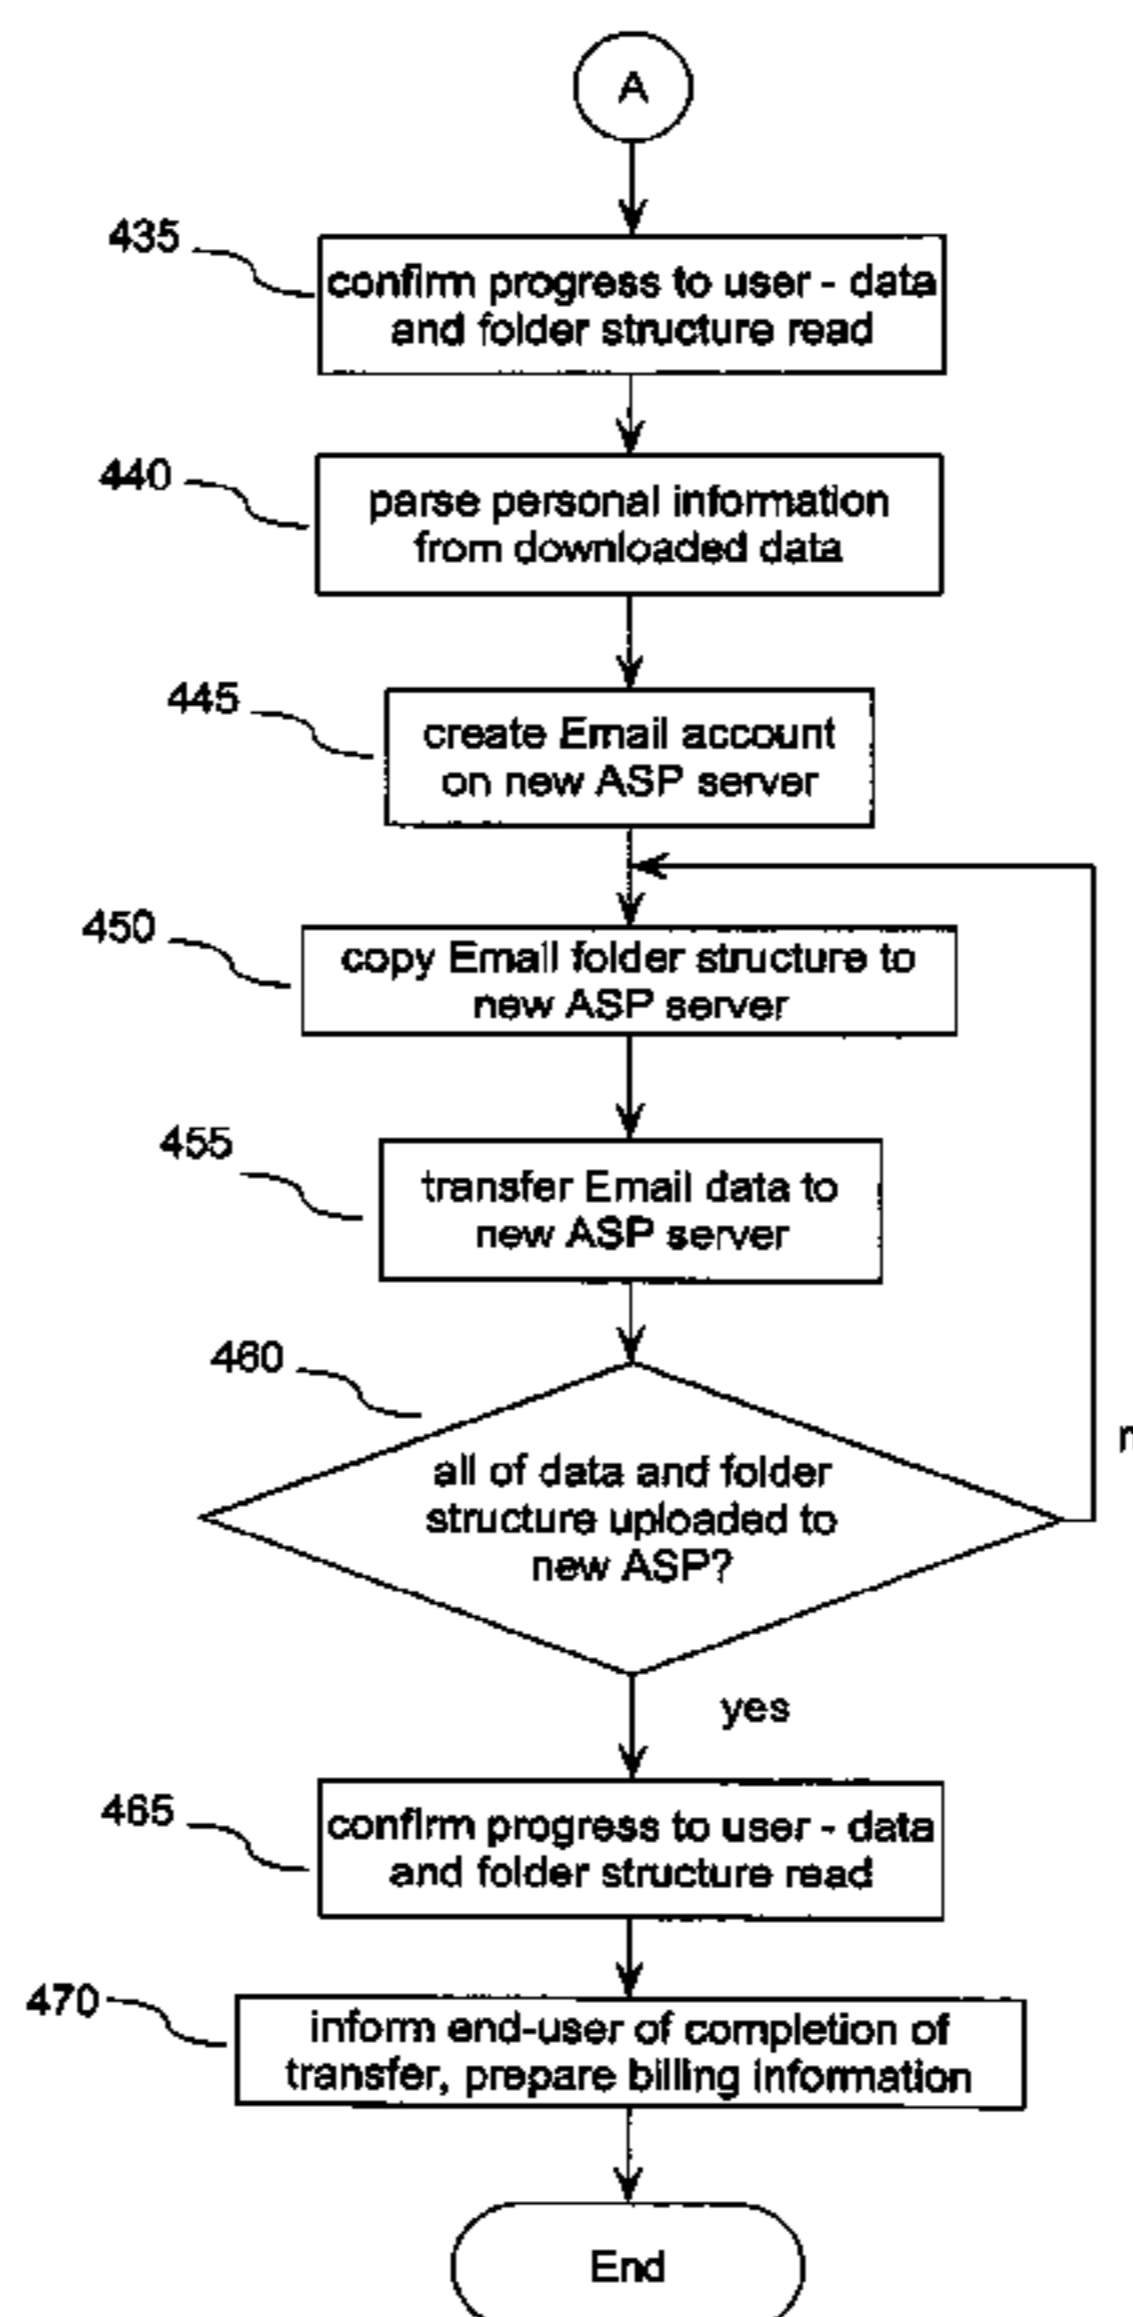 A
435
confirm progress to user - data
and folder structure read
440
parse personal information
from downloaded data
445
create Email account
on new ASP server
450
copy Email folder structure to
new ASP server
455
transfer Email data to
new ASP server
460
all of data and folder
structure uploaded to
new ASP?
yes
465
confirm progress to user - data
and folder structure read
470
inform end-user of completion of
transfer, prepare billing information
End